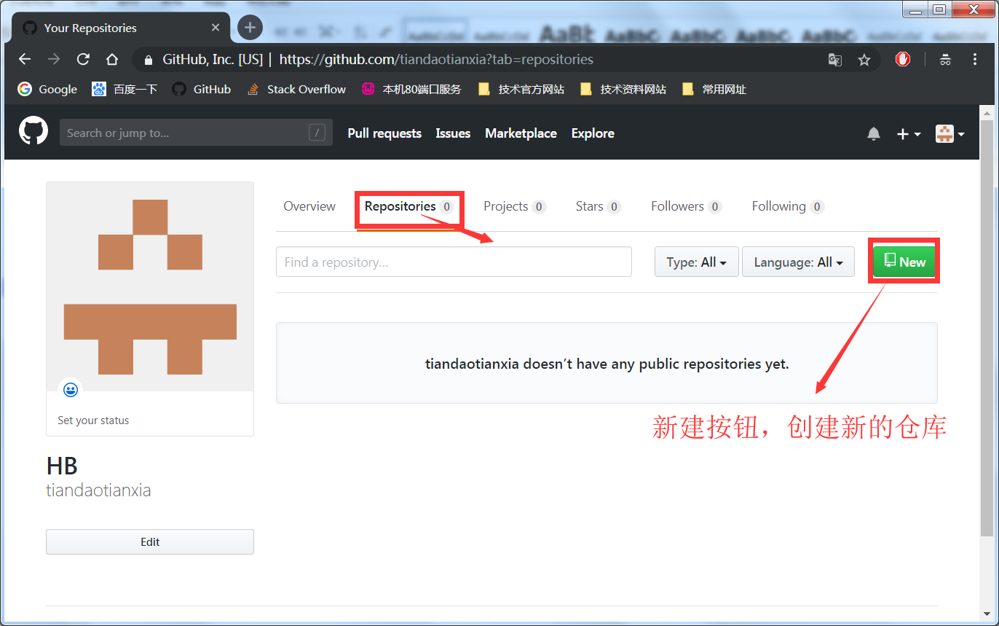 Your Repositories
GitHub, Inc. [US] | https://github.com/tiandaotianxia?tab=repositories
Google 百度一下 GitHub Stack Overflow 本机80端口服务 技术官方网站 技术资料网站 常用网址
Search or jump to... / Pull requests Issues Marketplace Explore
Overview Repositories 0 Projects 0 Stars 0 Followers 0 Following 0
Find a repository... Type: All Language: All New
tiandaotianxia doesn't have any public repositories yet.
Set your status
新建按钮，创建新的仓库
HB
tiandaotianxia
Edit